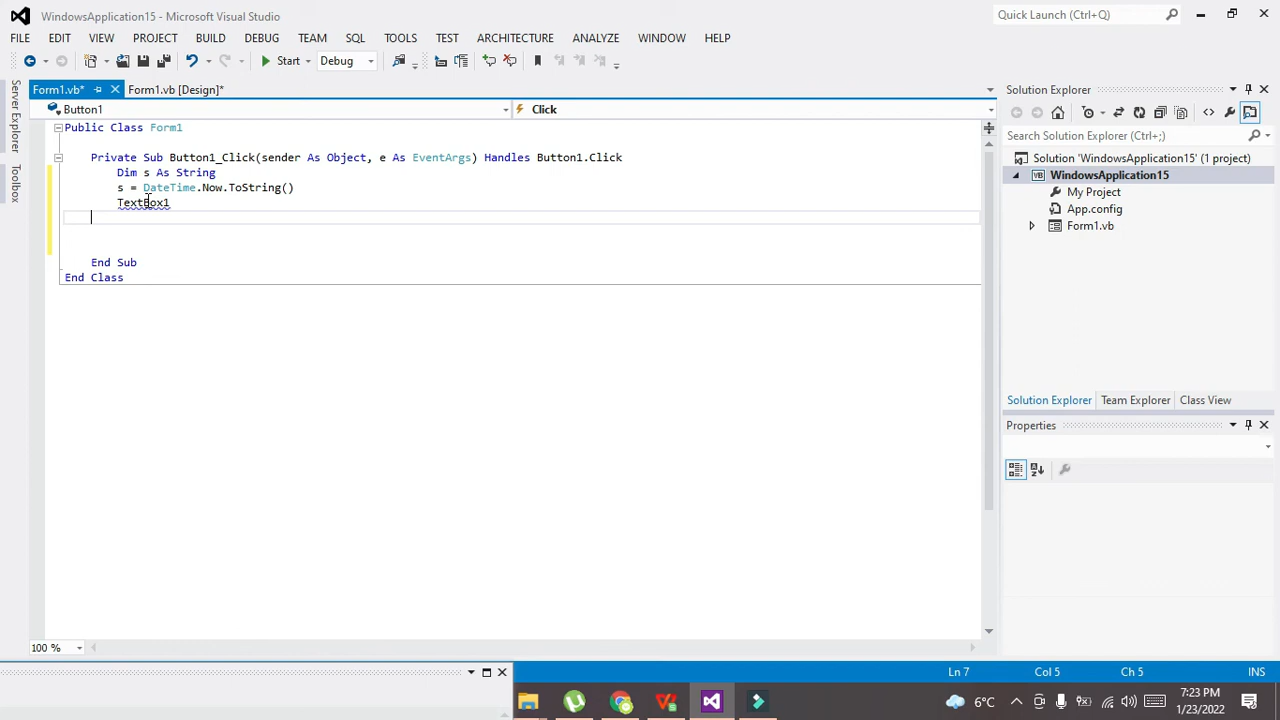 WindowsApplication15 - Microsoft Visual Studio
Quick Launch (Ctrl+Q)
FILE EDIT VIEW PROJECT BUILD DEBUG TEAM SQL TOOLS TEST ARCHITECTURE ANALYZE WINDOW HELP
Start Debug
Form1.vb* Form1.vb [Design]*
Solution Explorer
Server Explorer
Toolbox
Button1 Click
Public Class Form1
Private Sub Button1_Click(sender As Object, e As EventArgs) Handles Button1.Click
Dim s As String
s = DateTime.Now.ToString()
TextBox1
End Sub
End Class
Search Solution Explorer (Ctrl+;)
Solution 'WindowsApplication15' (1 project)
WindowsApplication15
My Project
App.config
Form1.vb
Solution Explorer Team Explorer Class View
Properties
100 %
Ln 7 Col 5 Ch 5 INS
6°C
7:23 PM
1/23/2022